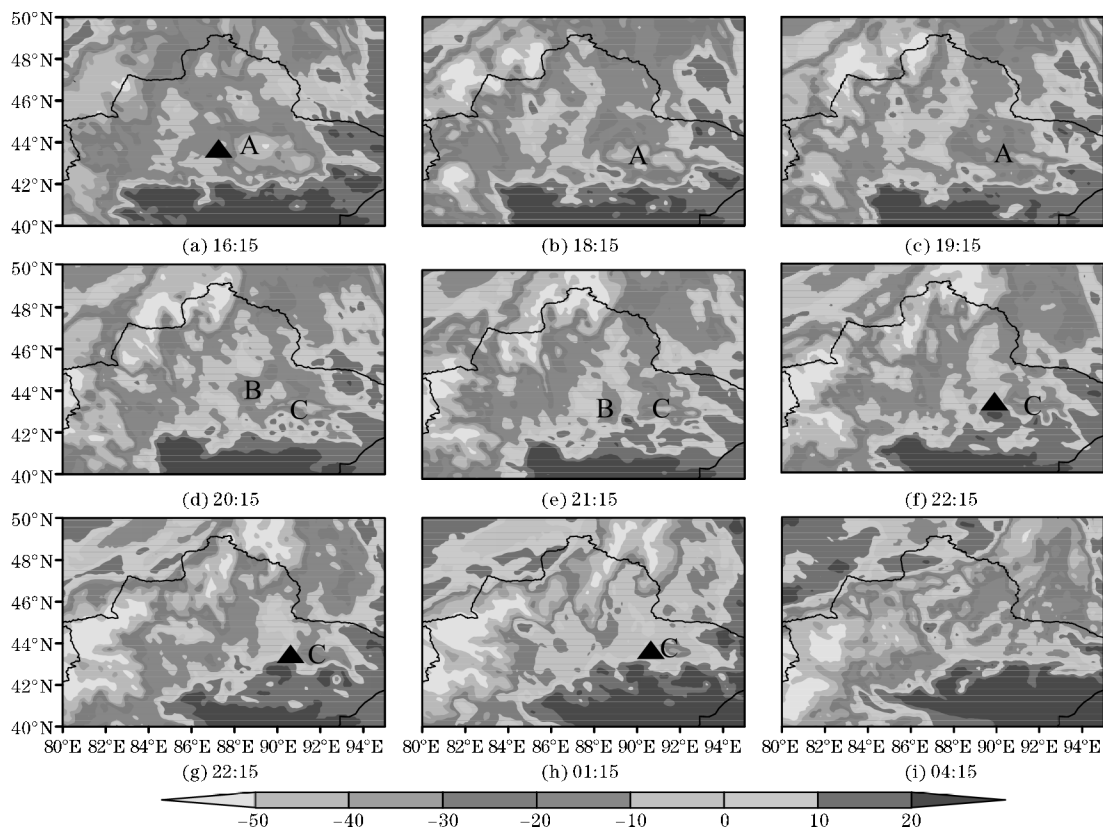 50°N
48°N
46°N
44°N
42°N
40°N
A
A
A
(a) 16:15
(b) 18:15
(c) 19:15
50°N
48°N
46°N
44°N
42°N
40°N
B
C
B
C
C
(d) 20:15
(e) 21:15
(f) 22:15
50°N
48°N
46°N
44°N
42°N
40°N
C
C
80°E 82°E 84°E 86°E 88°E 90°E 92°E 94°E
80°E 82°E 84°E 86°E 88°E 90°E 92°E 94°E
80°E 82°E 84°E 86°E 88°E 90°E 92°E 94°E
(g) 22:15
(h) 01:15
(i) 04:15
−50 −40 −30 −20 −10 0 10 20